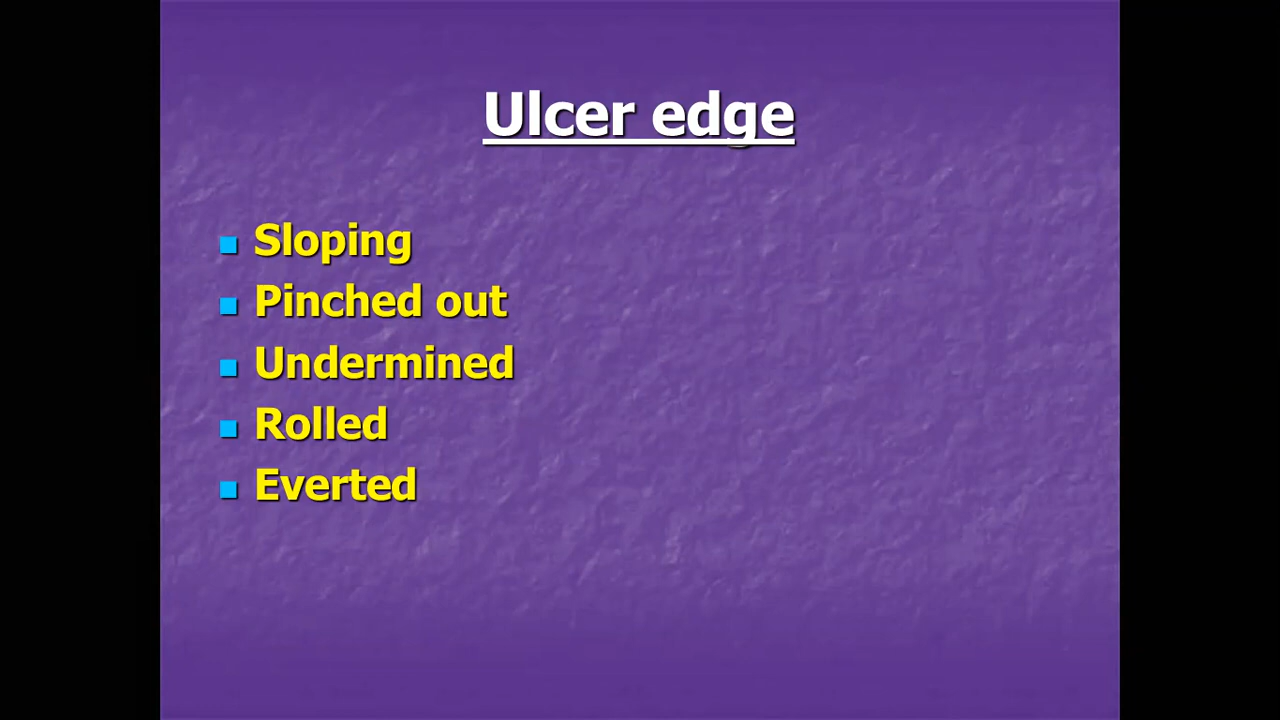 Ulcer edge
Sloping
Pinched out
Undermined
Rolled
Everted